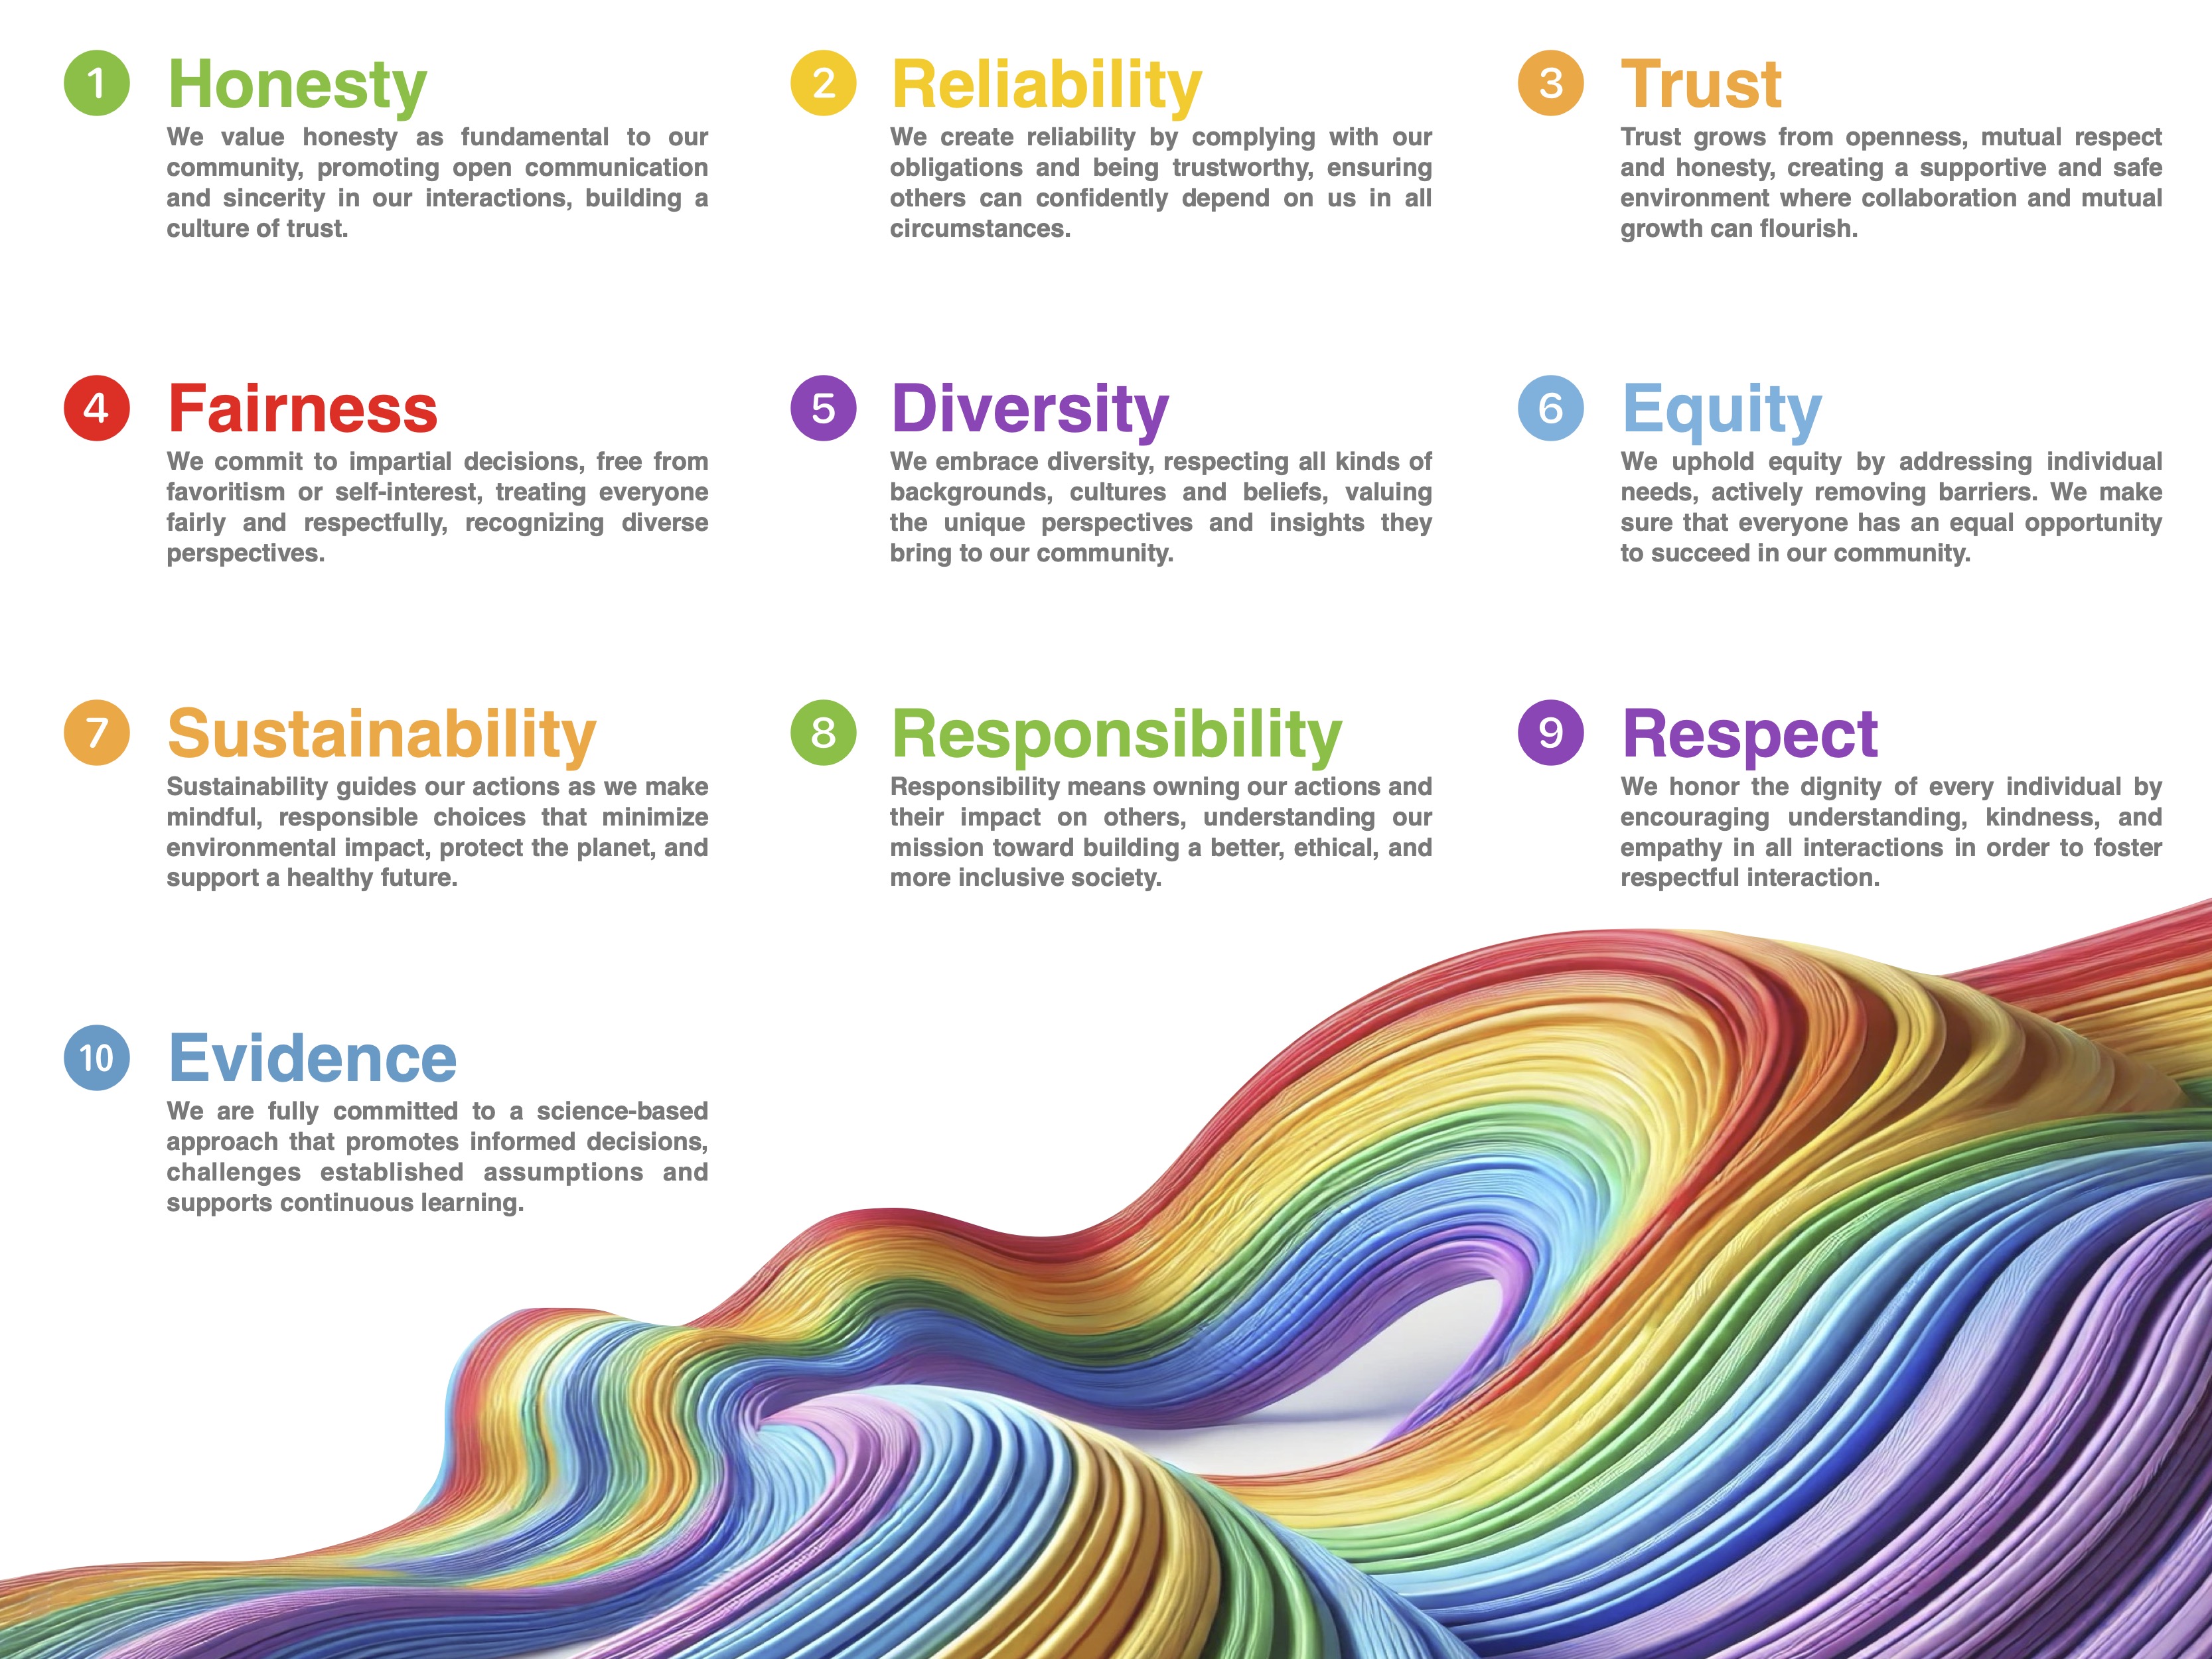 1 Honesty
We value honesty as fundamental to our
community, promoting open communication
and sincerity in our interactions, building a
culture of trust.
2 Reliability
We create reliability by complying with our
obligations and being trustworthy, ensuring
others can confidently depend on us in all
circumstances.
3 Trust
Trust grows from openness, mutual respect
and honesty, creating a supportive and safe
environment where collaboration and mutual
growth can flourish.
4 Fairness
We commit to impartial decisions, free from
favoritism or self-interest, treating everyone
fairly and respectfully, recognizing diverse
perspectives.
5 Diversity
We embrace diversity, respecting all kinds of
backgrounds, cultures and beliefs, valuing
the unique perspectives and insights they
bring to our community.
6 Equity
We uphold equity by addressing individual
needs, actively removing barriers. We make
sure that everyone has an equal opportunity
to succeed in our community.
7 Sustainability
Sustainability guides our actions as we make
mindful, responsible choices that minimize
environmental impact, protect the planet, and
support a healthy future.
8 Responsibility
Responsibility means owning our actions and
their impact on others, understanding our
mission toward building a better, ethical, and
more inclusive society.
9 Respect
We honor the dignity of every individual by
encouraging understanding, kindness, and
empathy in all interactions in order to foster
respectful interaction.
10 Evidence
We are fully committed to a science-based
approach that promotes informed decisions,
challenges established assumptions and
supports continuous learning.